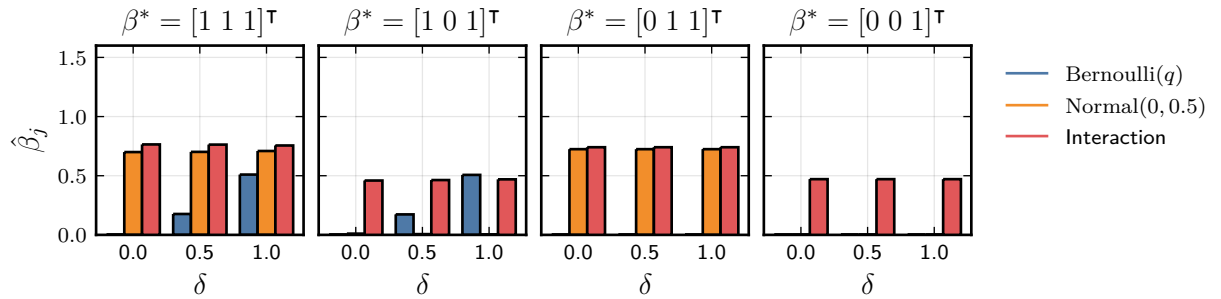 β* = [1 1 1]ᵀ
β* = [1 0 1]ᵀ
β* = [0 1 1]ᵀ
β* = [0 0 1]ᵀ
β̂ⱼ
1.5
1.0
0.5
0.0
0.0 0.5 1.0
0.0 0.5 1.0
0.0 0.5 1.0
0.0 0.5 1.0
δ
δ
δ
δ
Bernoulli(q)
Normal(0, 0.5)
Interaction